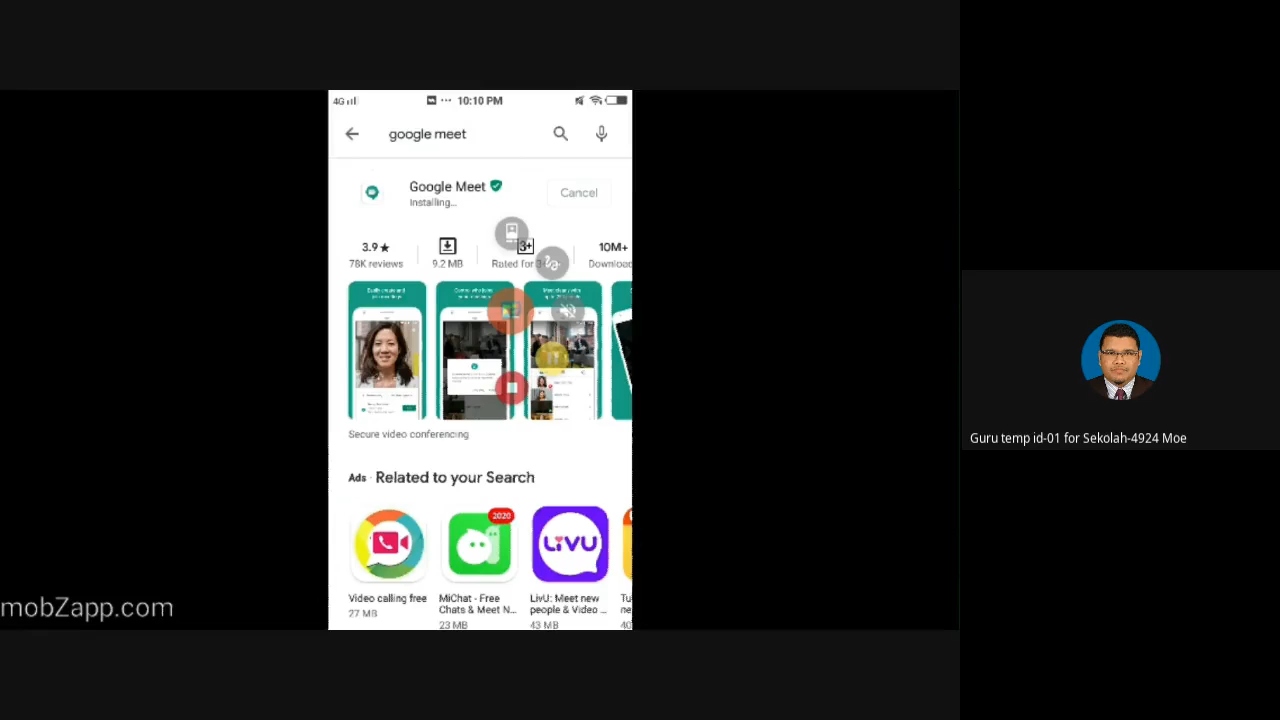 4G
10:10 PM
google meet
Google Meet
Cancel
Installing...
3.9★
3+
10M+
78K reviews
9.2 MB
Rated for
Download
Secure video conferencing
Ads · Related to your Search
2020
LIVU
Video calling free
27 MB
MiChat - Free
Chats & Meet N...
23 MB
LivU: Meet new
people & Video ...
43 MB
mobZapp.com
Guru temp id-01 for Sekolah-4924 Moe